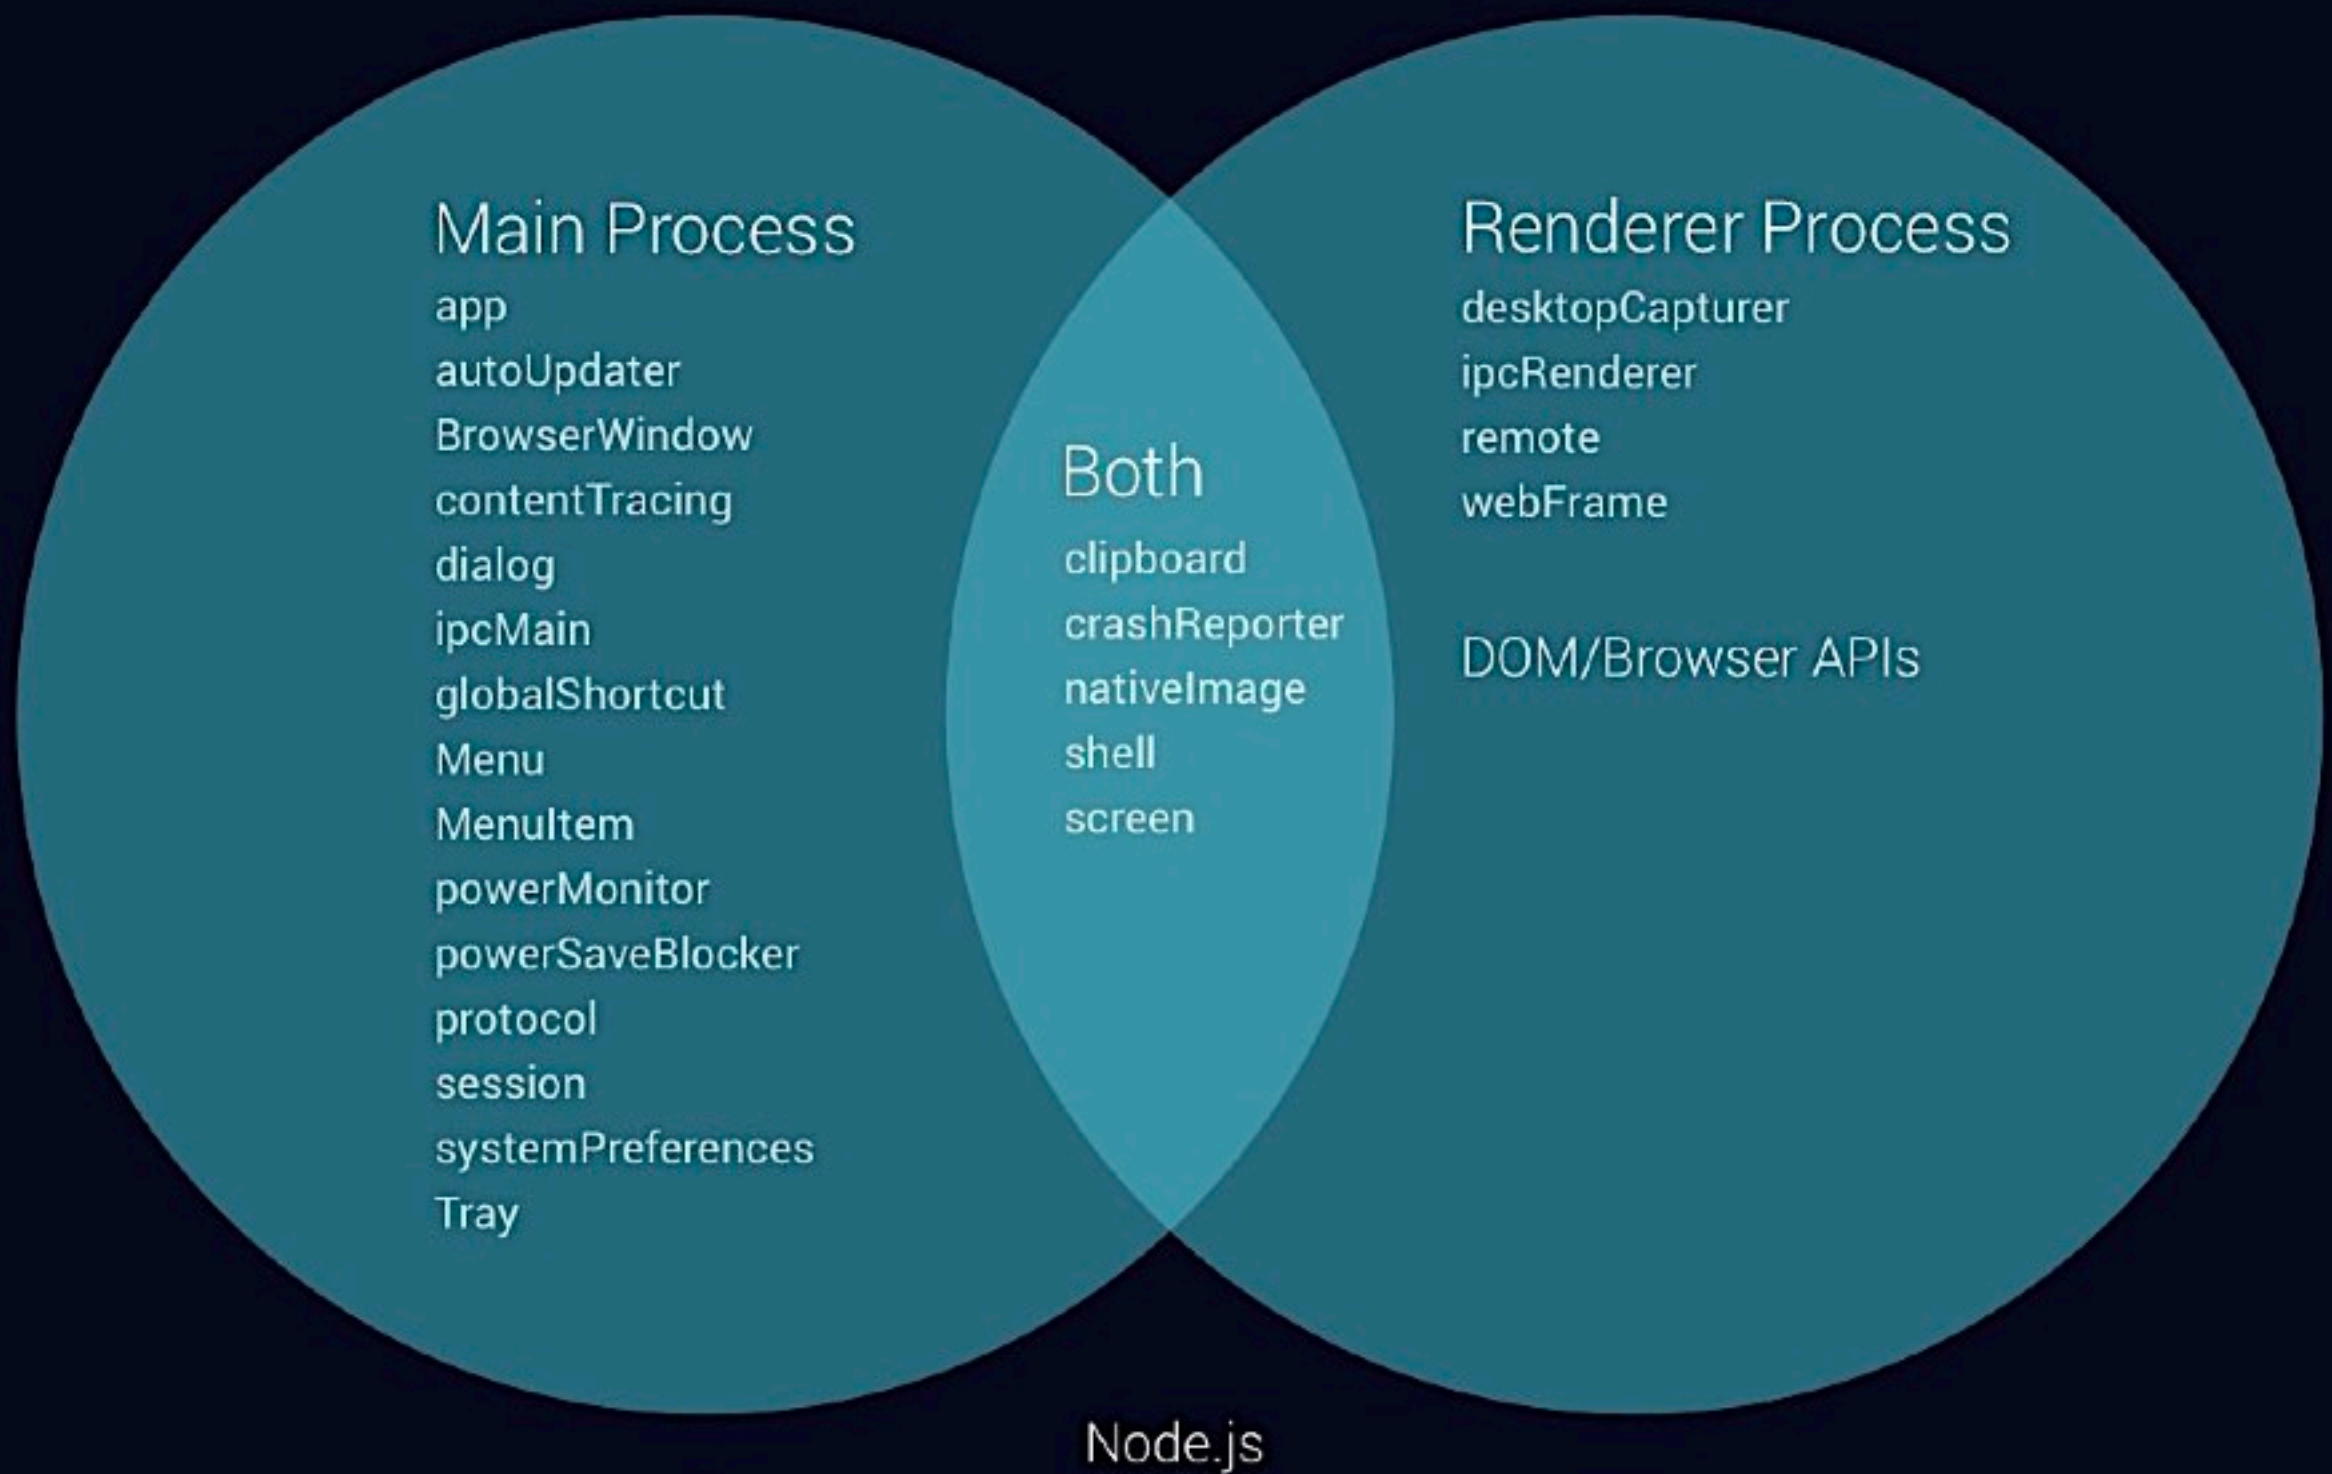 Main Process
app
autoUpdater
BrowserWindow
contentTracing
dialog
ipcMain
globalShortcut
Menu
MenuItem
powerMonitor
powerSaveBlocker
protocol
session
systemPreferences
Tray
Both
clipboard
crashReporter
nativeImage
shell
screen
Renderer Process
desktopCapturer
ipcRenderer
remote
webFrame
DOM/Browser APIs
Node.js